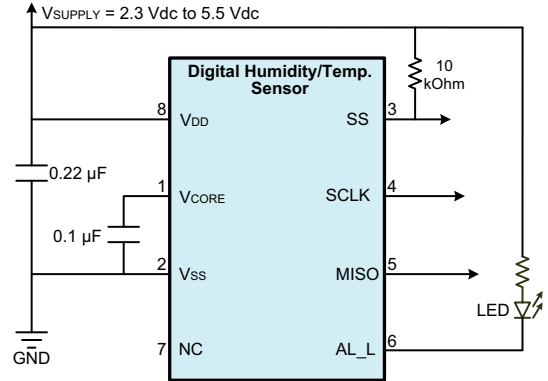 VSUPPLY = 2.3 Vdc to 5.5 Vdc
Digital Humidity/Temp.
Sensor
10
kOhm
8
VDD
SS
3
0.22 µF
1
VCORE
SCLK
4
0.1 µF
2
VSS
MISO
5
LED
GND
7
NC
AL_L
6